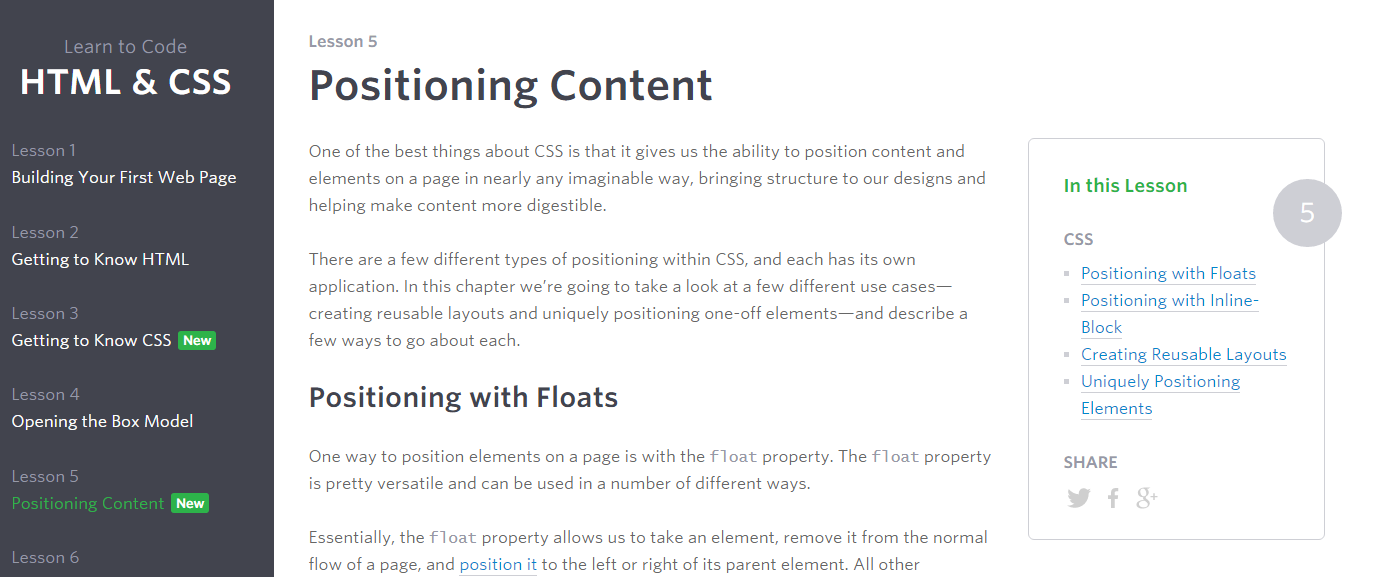 Learn to Code
HTML & CSS
Lesson 1
Building Your First Web Page
Lesson 2
Getting to Know HTML
Lesson 3
Getting to Know CSS New
Lesson 4
Opening the Box Model
Lesson 5
Positioning Content New
Lesson 6
Lesson 5
Positioning Content
One of the best things about CSS is that it gives us the ability to position content and
elements on a page in nearly any imaginable way, bringing structure to our designs and
helping make content more digestible.
There are a few different types of positioning within CSS, and each has its own
application. In this chapter we’re going to take a look at a few different use cases—
creating reusable layouts and uniquely positioning one-off elements—and describe a
few ways to go about each.
Positioning with Floats
One way to position elements on a page is with the float property. The float property
is pretty versatile and can be used in a number of different ways.
Essentially, the float property allows us to take an element, remove it from the normal
flow of a page, and position it to the left or right of its parent element. All other
In this Lesson
5
CSS
Positioning with Floats
Positioning with Inline-
Block
Creating Reusable Layouts
Uniquely Positioning
Elements
SHARE